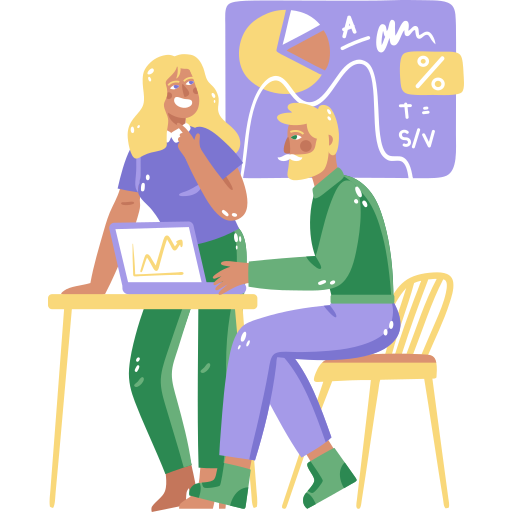 A
%
T =
S/V